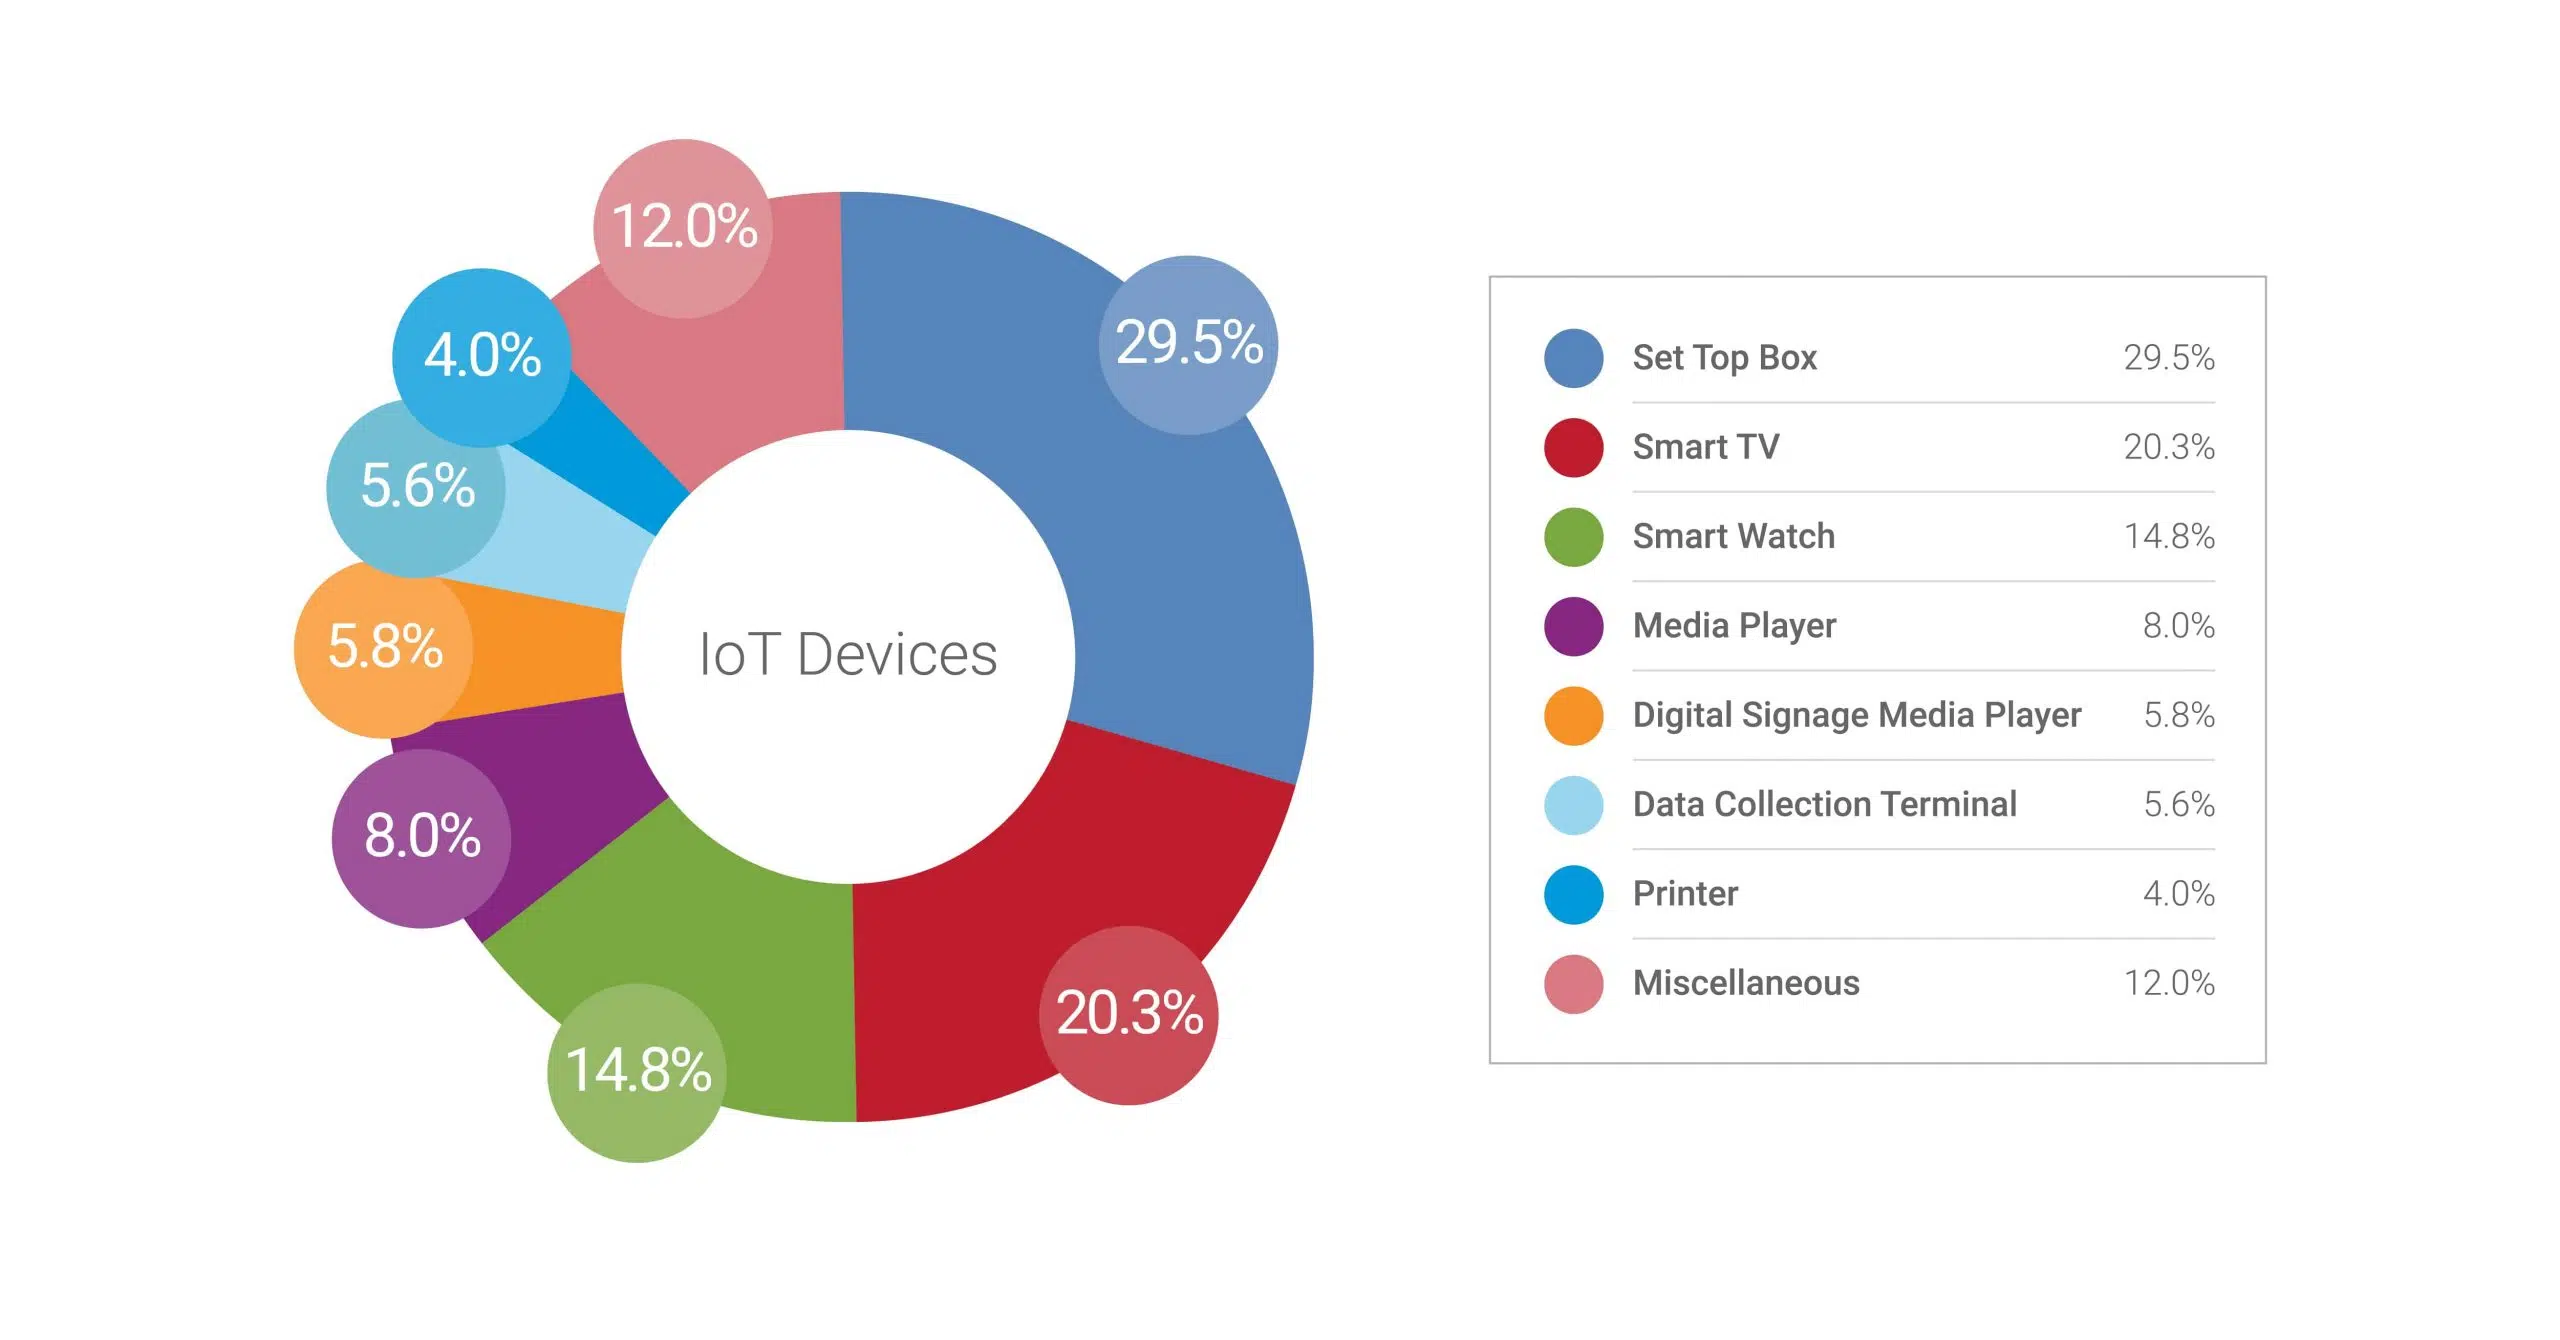 12.0%
29.5%
4.0%
5.6%
5.8%
8.0%
14.8%
20.3%
IoT Devices
Set Top Box 29.5%
Smart TV 20.3%
Smart Watch 14.8%
Media Player 8.0%
Digital Signage Media Player 5.8%
Data Collection Terminal 5.6%
Printer 4.0%
Miscellaneous 12.0%